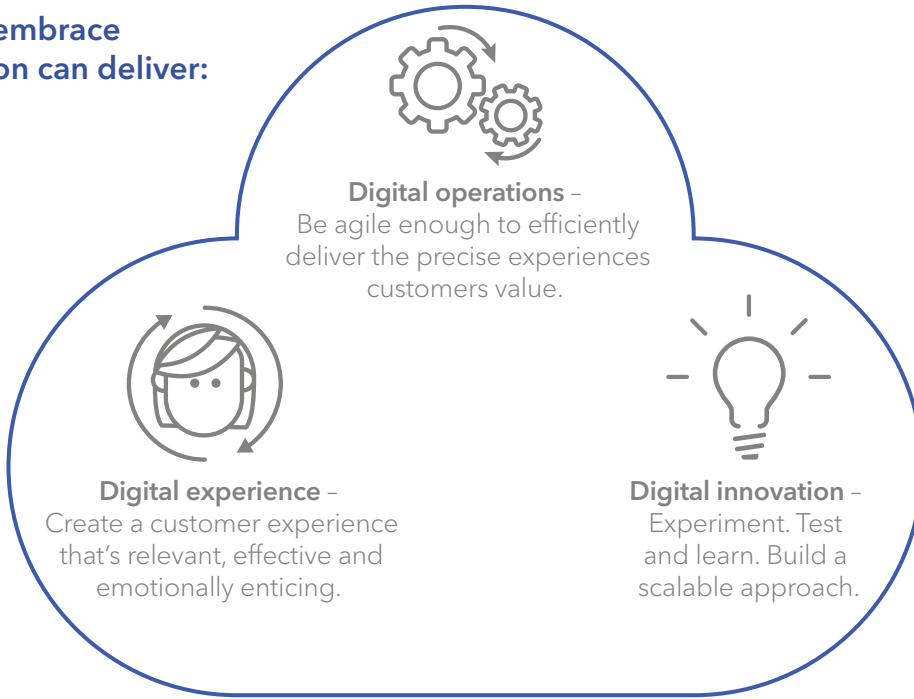 embrace
on can deliver:
Digital operations –
Be agile enough to efficiently
deliver the precise experiences
customers value.
Digital experience –
Create a customer experience
that's relevant, effective and
emotionally enticing.
Digital innovation –
Experiment. Test
and learn. Build a
scalable approach.